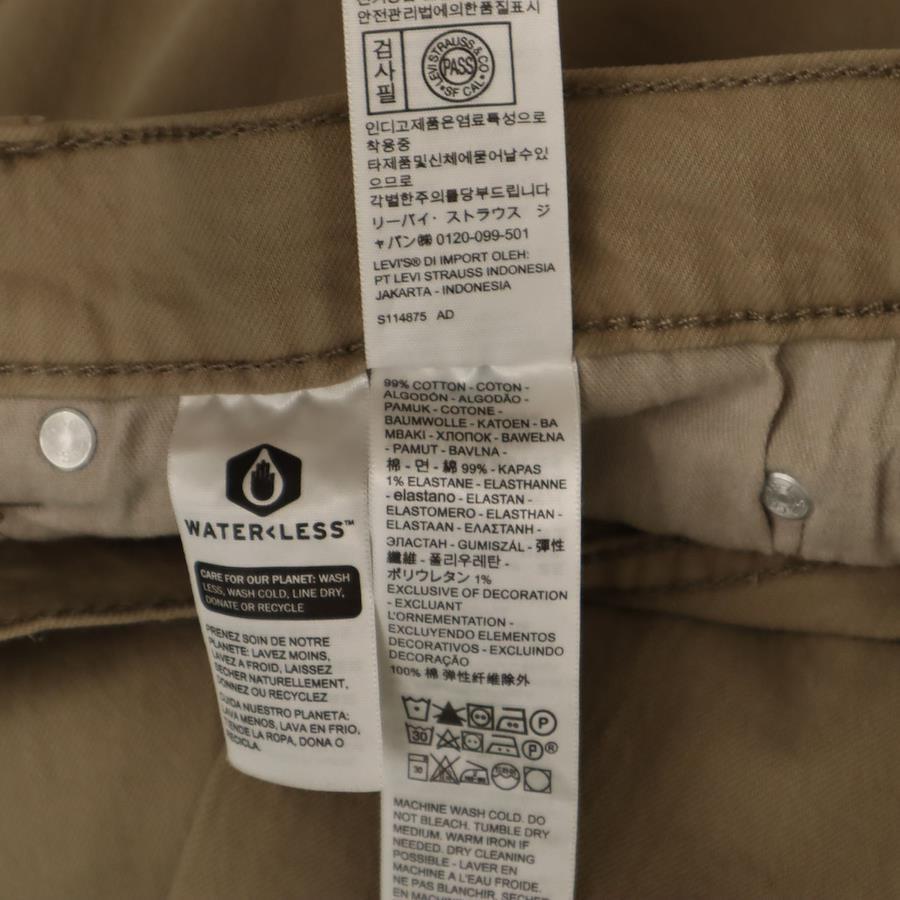 안전관리법에의한품질표시
검사필
LEVI STRAUSS & CO
PASS
SF CAL
인디고제품은염료특성으로
착용중
타제품및신체에묻어날수있
으므로
각별한주의를당부드립니다
リーバイ・ストラウス ジ
ャパン㈱ 0120-099-501
LEVI'S® DI IMPORT OLEH:
PT LEVI STRAUSS INDONESIA
JAKARTA - INDONESIA
S114875 AD
99% COTTON - COTON -
ALGODÓN - ALGODÃO -
PAMUK - COTONE -
BAUMWOLLE - KATOEN - BA
MBAKI - ХЛОПОК - BAWEŁNA
- PAMUT - BAVLNA -
棉 - 면 - 綿 99% - KAPAS
1% ELASTANE - ELASTHANNE
- elastano - ELASTAN -
ELASTOMERO - ELASTHAN -
ELASTAAN - ΕΛΑΣΤΑΝΗ -
ЭЛАСТАН - GUMISZÁL - 彈性
纖維 - 폴리우레탄 -
ポリウレタン 1%
EXCLUSIVE OF DECORATION
- EXCLUANT
L'ORNEMENTATION -
EXCLUYENDO ELEMENTOS
DECORATIVOS - EXCLUINDO
DECORAÇÃO
100% 棉 弹性纤维除外
P
30
P®
30
MACHINE WASH COLD. DO
NOT BLEACH. TUMBLE DRY
MEDIUM. WARM IRON IF
NEEDED. DRY CLEANING
POSSIBLE - LAVER EN
MACHINE A L'EAU FROIDE.
NE PAS BLANCHIR. SÉCHER
EN MACHINE
WATER<LESS™
CARE FOR OUR PLANET: WASH
LESS, WASH COLD, LINE DRY,
DONATE OR RECYCLE
PRENEZ SOIN DE NOTRE
PLANETE: LAVEZ MOINS,
LAVEZ A FROID, LAISSEZ
SECHER NATURELLEMENT,
DONNEZ OU RECYCLEZ
CUIDA NUESTRO PLANETA:
LAVA MENOS, LAVA EN FRIO,
TIENDE LA ROPA, DONA O
RECICLA.